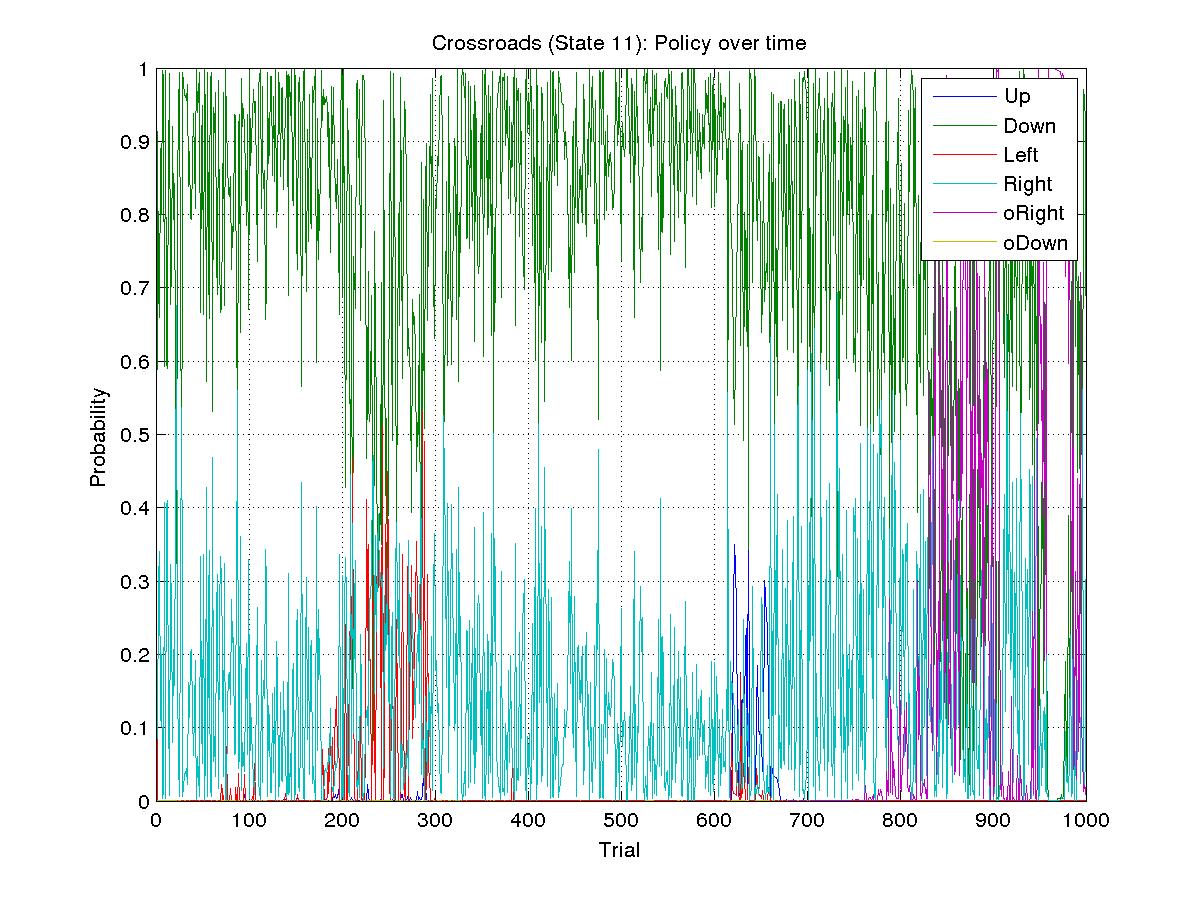 Crossroads (State 11): Policy over time
1
0.9
0.8
0.7
0.6
0.5
0.4
0.3
0.2
0.1
0
Probability
Up
Down
Left
Right
oRight
oDown
0 100 200 300 400 500 600 700 800 900 1000
Trial